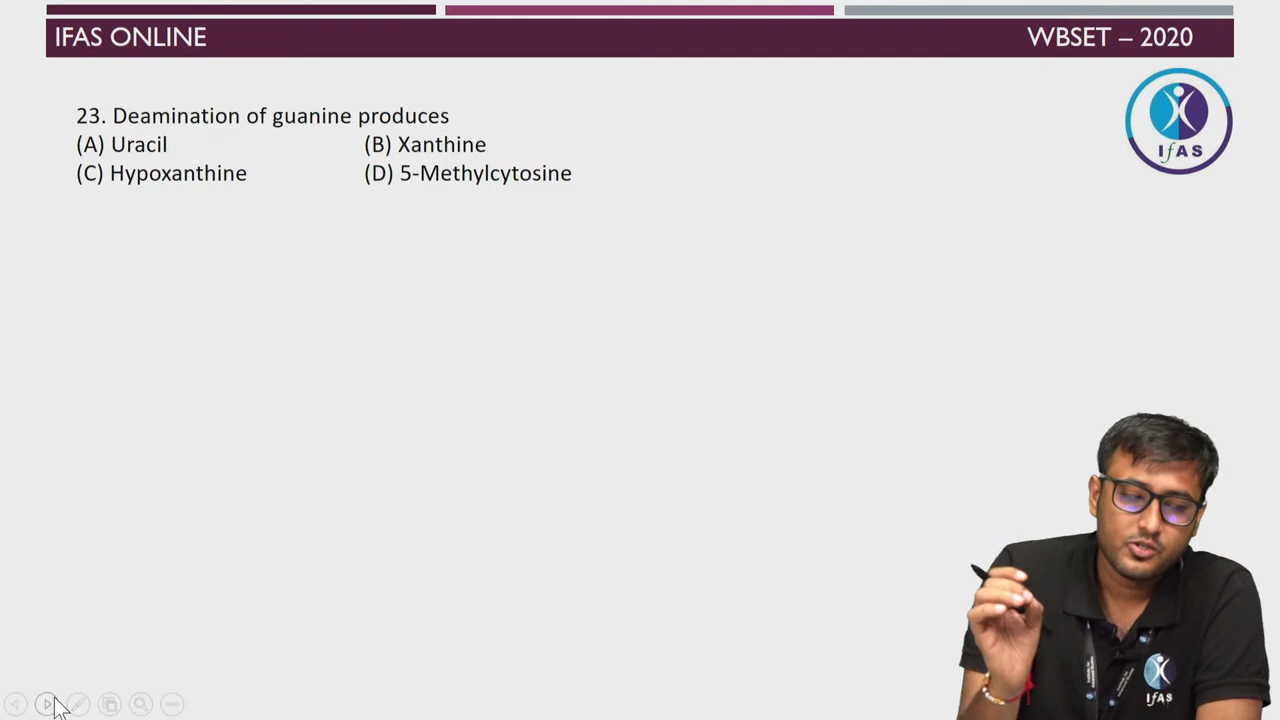 IFAS ONLINE
WBSET – 2020
IfAS
23. Deamination of guanine produces
(A) Uracil (B) Xanthine
(C) Hypoxanthine (D) 5-Methylcytosine
IfAS